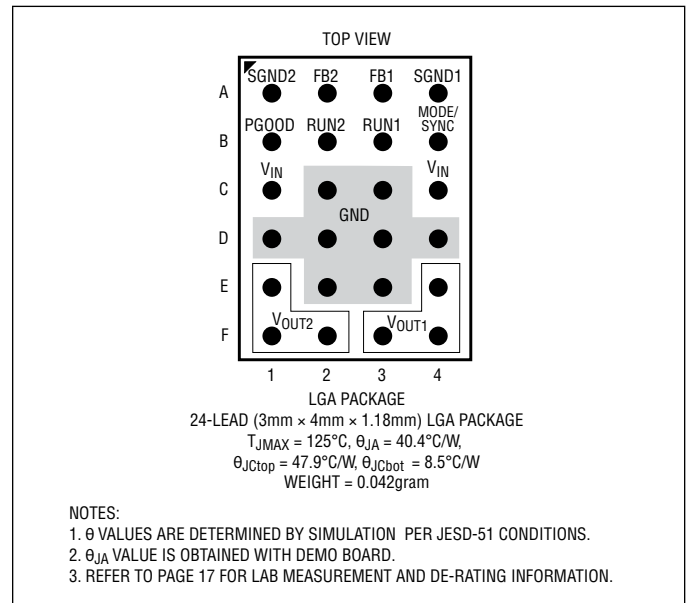 TOP VIEW
SGND2 FB2 FB1 SGND1
A
MODE/
SYNC
PGOOD RUN2 RUN1
B
VIN VIN
C
GND
D
E
VOUT2 VOUT1
F
1 2 3 4
LGA PACKAGE
24-LEAD (3mm × 4mm × 1.18mm) LGA PACKAGE
TJMAX = 125°C, θJA = 40.4°C/W,
θJCtop = 47.9°C/W, θJCbot = 8.5°C/W
WEIGHT = 0.042gram
NOTES:
1. θ VALUES ARE DETERMINED BY SIMULATION PER JESD-51 CONDITIONS.
2. θJA VALUE IS OBTAINED WITH DEMO BOARD.
3. REFER TO PAGE 17 FOR LAB MEASUREMENT AND DE-RATING INFORMATION.